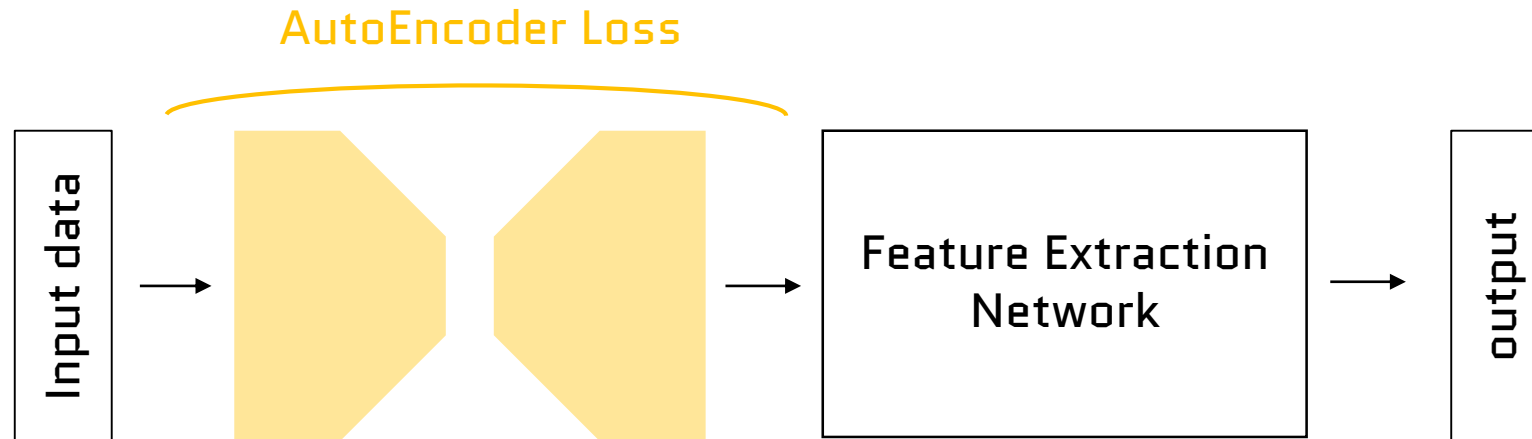 AutoEncoder Loss
Input data
Feature Extraction
Network
output